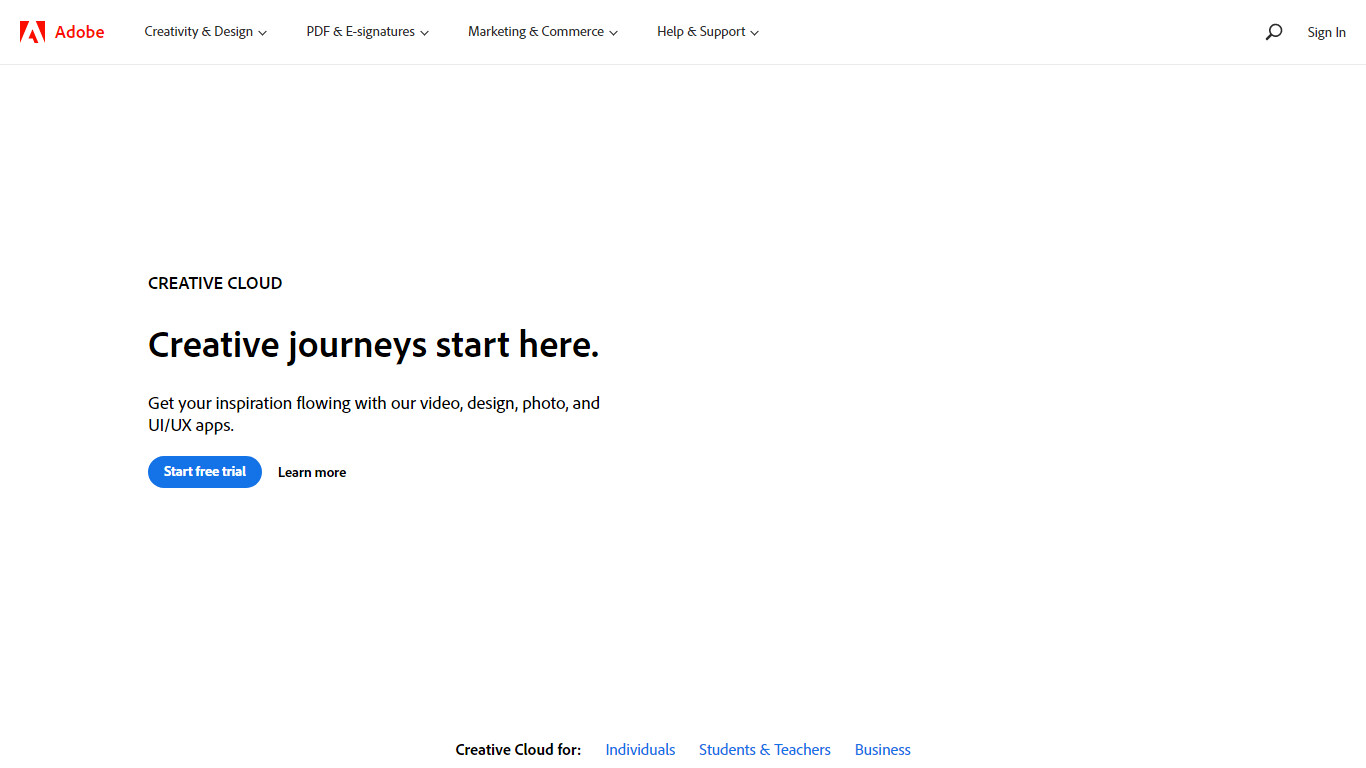 Adobe
Creativity & Design
PDF & E-signatures
Marketing & Commerce
Help & Support
Sign In
CREATIVE CLOUD
Creative journeys start here.
Get your inspiration flowing with our video, design, photo, and
UI/UX apps.
Start free trial
Learn more
Creative Cloud for: Individuals Students & Teachers Business